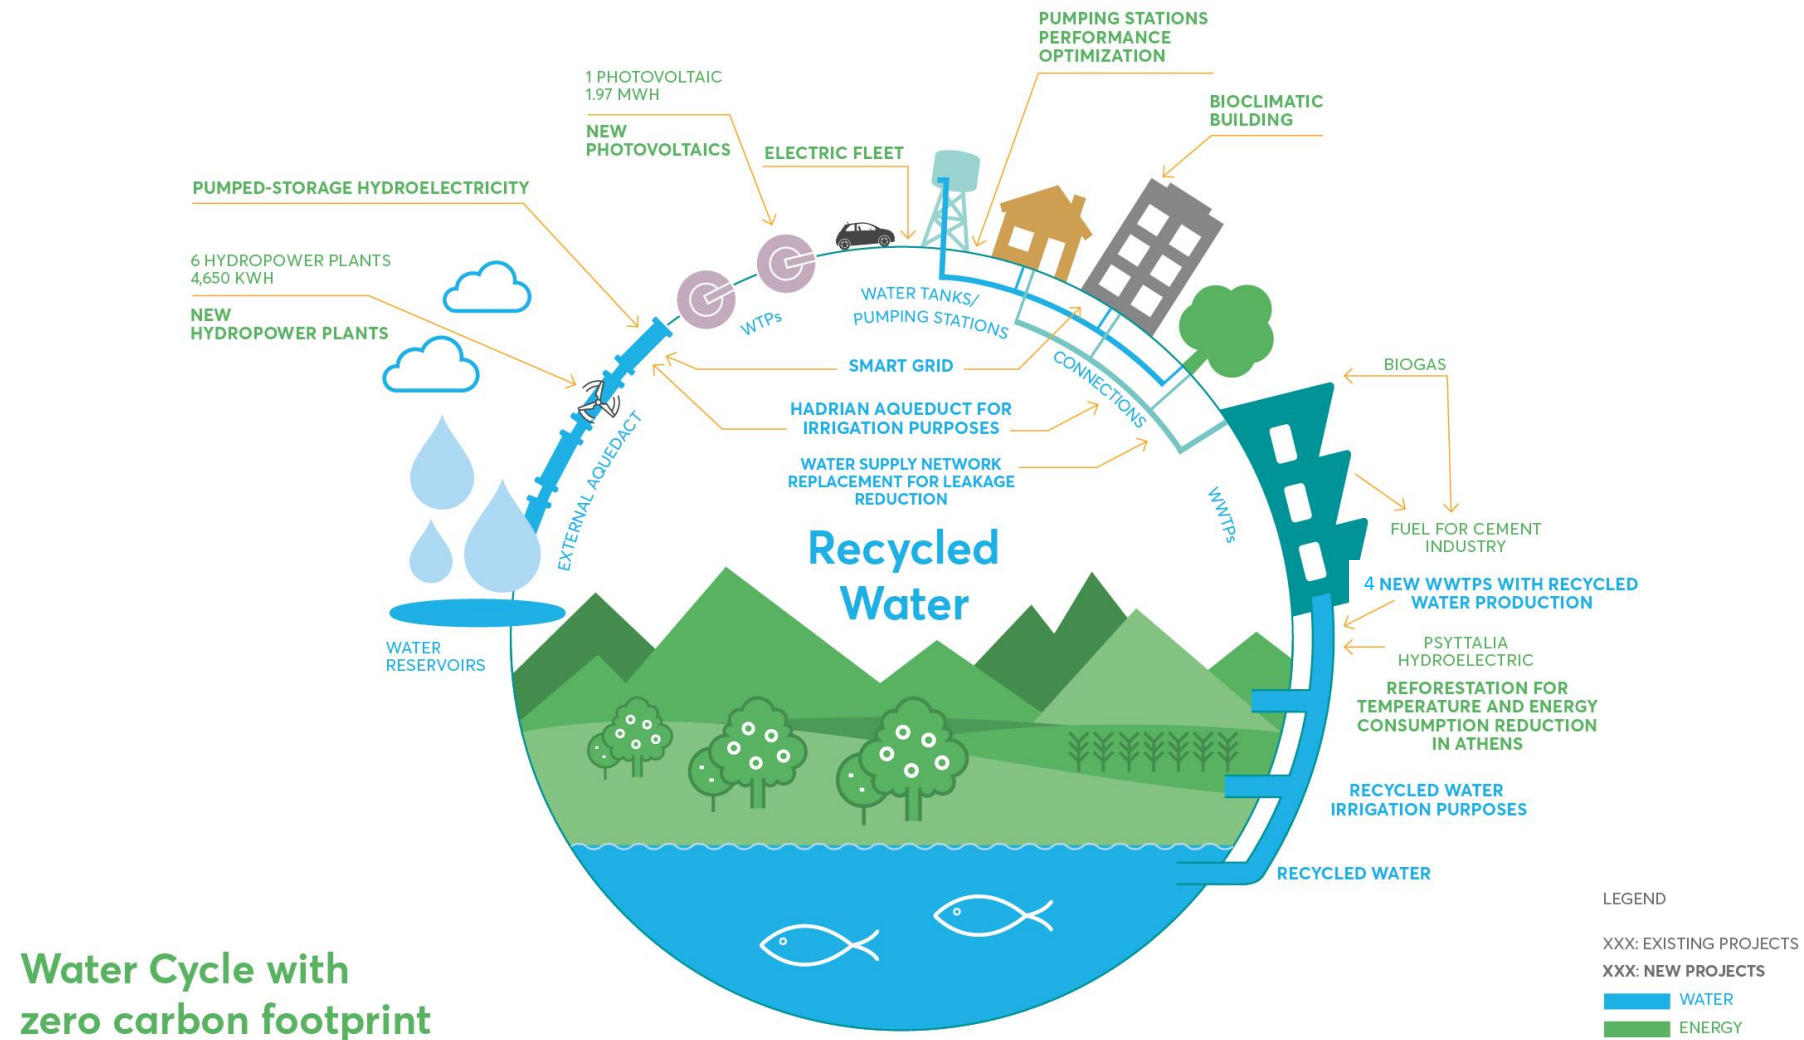 PUMPING STATIONS
PERFORMANCE
OPTIMIZATION
1 PHOTOVOLTAIC
1.97 MWH
NEW
PHOTOVOLTAICS
ELECTRIC FLEET
BIOCLIMATIC
BUILDING
PUMPED-STORAGE HYDROELECTRICITY
6 HYDROPOWER PLANTS
4,650 KWH
NEW
HYDROPOWER PLANTS
WTPs
WATER TANKS/
PUMPING STATIONS
SMART GRID
CONNECTIONS
HADRIAN AQUEDUCT FOR
IRRIGATION PURPOSES
WATER SUPPLY NETWORK
REPLACEMENT FOR LEAKAGE
REDUCTION
EXTERNAL AQUEDACT
WWTPs
BIOGAS
FUEL FOR CEMENT
INDUSTRY
Recycled
Water
4 NEW WWTPS WITH RECYCLED
WATER PRODUCTION
WATER
RESERVOIRS
PSYTTALIA
HYDROELECTRIC
REFORESTATION FOR
TEMPERATURE AND ENERGY
CONSUMPTION REDUCTION
IN ATHENS
RECYCLED WATER
IRRIGATION PURPOSES
RECYCLED WATER
LEGEND
XXX: EXISTING PROJECTS
XXX: NEW PROJECTS
WATER
ENERGY
Water Cycle with
zero carbon footprint